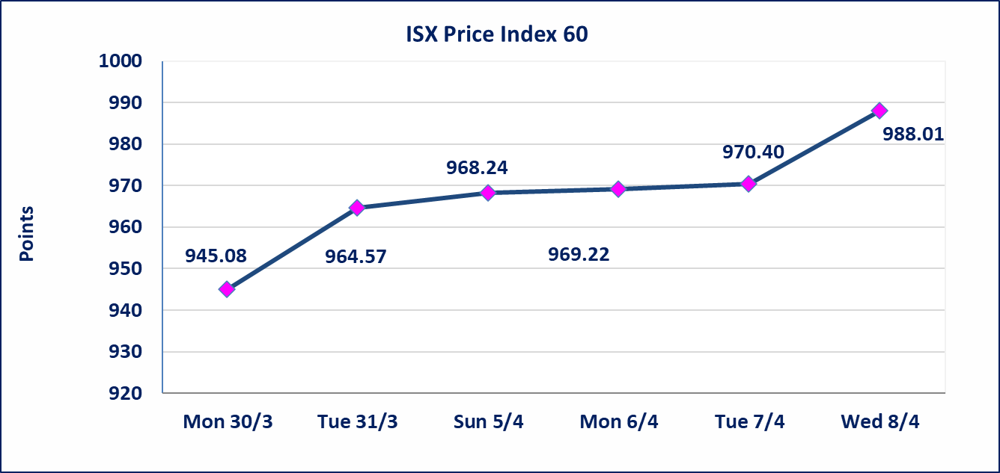 ISX Price Index 60
1000
990
980
970
960
950
940
930
920
Points
945.08
964.57
968.24
969.22
970.40
988.01
Mon 30/3
Tue 31/3
Sun 5/4
Mon 6/4
Tue 7/4
Wed 8/4